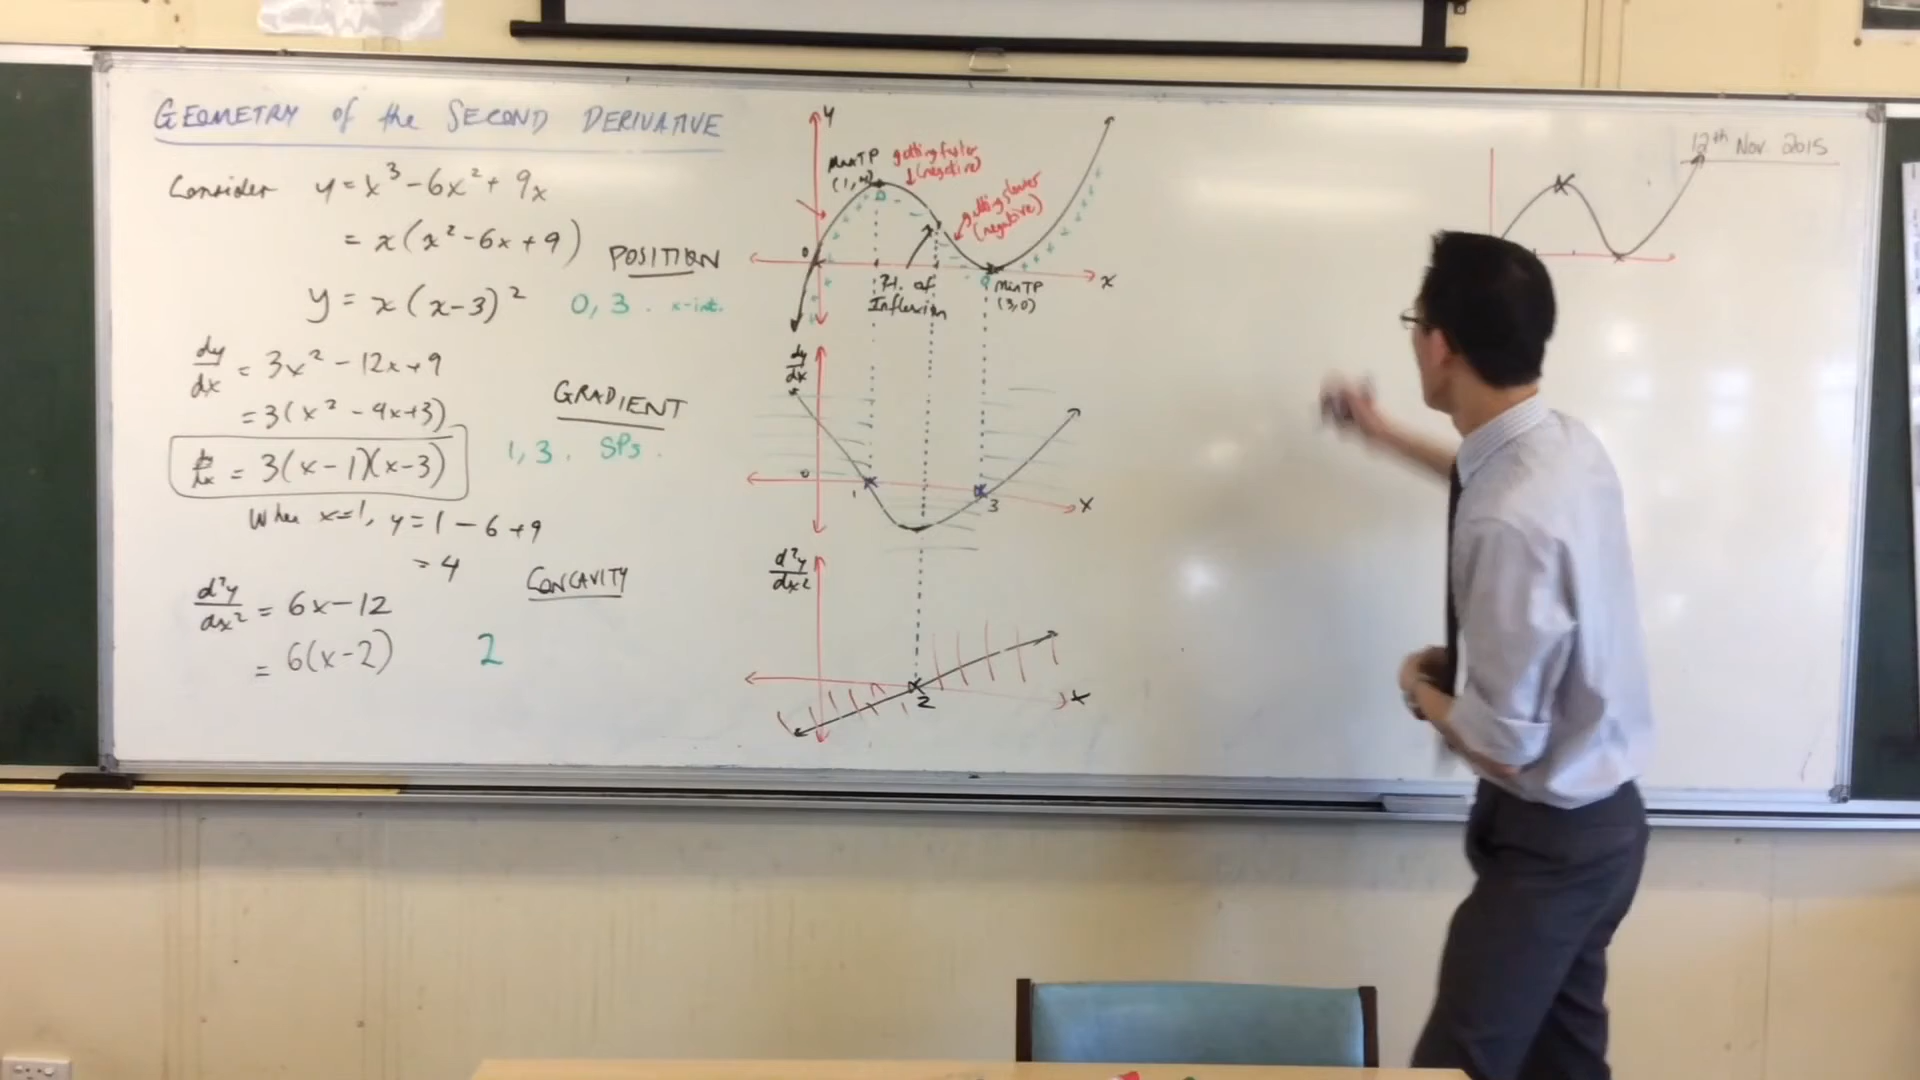 GEOMETRY of the SECOND DERIVATIVE
Consider y = x³ - 6x² + 9x
= x(x² - 6x + 9)
POSITION
y = x(x-3)²
0, 3. x-int.
dy/dx = 3x² - 12x + 9
= 3(x² - 4x + 3)
GRADIENT
= 3(x-1)(x-3)
1, 3. SPs.
When x=1, y = 1 - 6 + 9
= 4
CONCAVITY
d²y/dx² = 6x - 12
= 6(x-2)
2
y
Max TP
(1,4)
getting faster
(negative)
getting slower
(negative)
0
x
Pt. of
Inflexion
Min TP
(3,0)
dy/dx
0
1
3
x
d²y/dx²
2
x
12th Nov. 2015